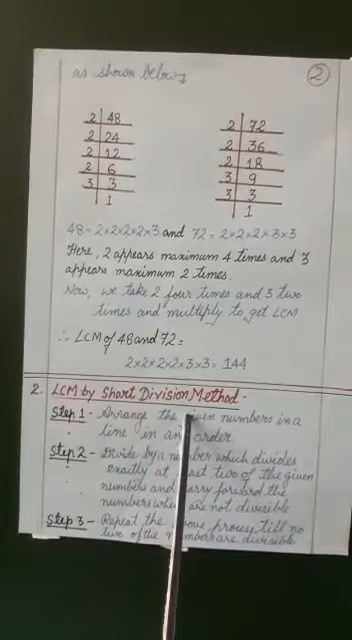 as shown below,
2
2 | 48
2 | 24
2 | 12
2 | 6
3 | 3
1
2 | 72
2 | 36
2 | 18
3 | 9
3 | 3
1
48 = 2×2×2×2×3 and 72 = 2×2×2×3×3
Here, 2 appears maximum 4 times and 3
appears maximum 2 times.
Now, we take 2 four times and 3 two
times and multiply to get LCM
∴ LCM of 48 and 72 =
2×2×2×2×3×3 = 144
2. LCM by Short Division Method -
Step 1 - Arrange the given numbers in a
line in any order
Step 2 - Divide by a number which divides
exactly at least two of the given
numbers and carry forward the
numbers which are not divisible
Step 3 - Repeat the above process till no
two of the numbers are divisible